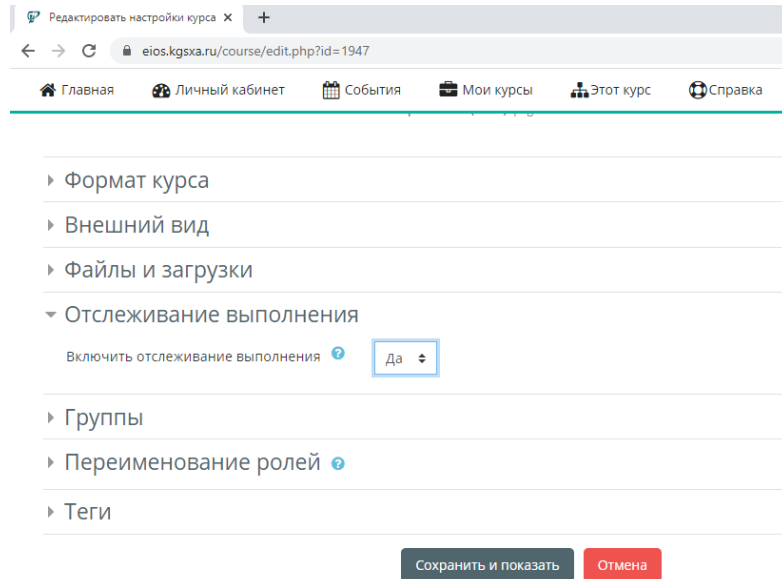 Редактировать настройки курса
eios.kgsxa.ru/course/edit.php?id=1947
Главная Личный кабинет События Мои курсы Этот курс Справка
Формат курса
Внешний вид
Файлы и загрузки
Отслеживание выполнения
Включить отслеживание выполнения Да
Группы
Переименование ролей
Теги
Сохранить и показать Отмена